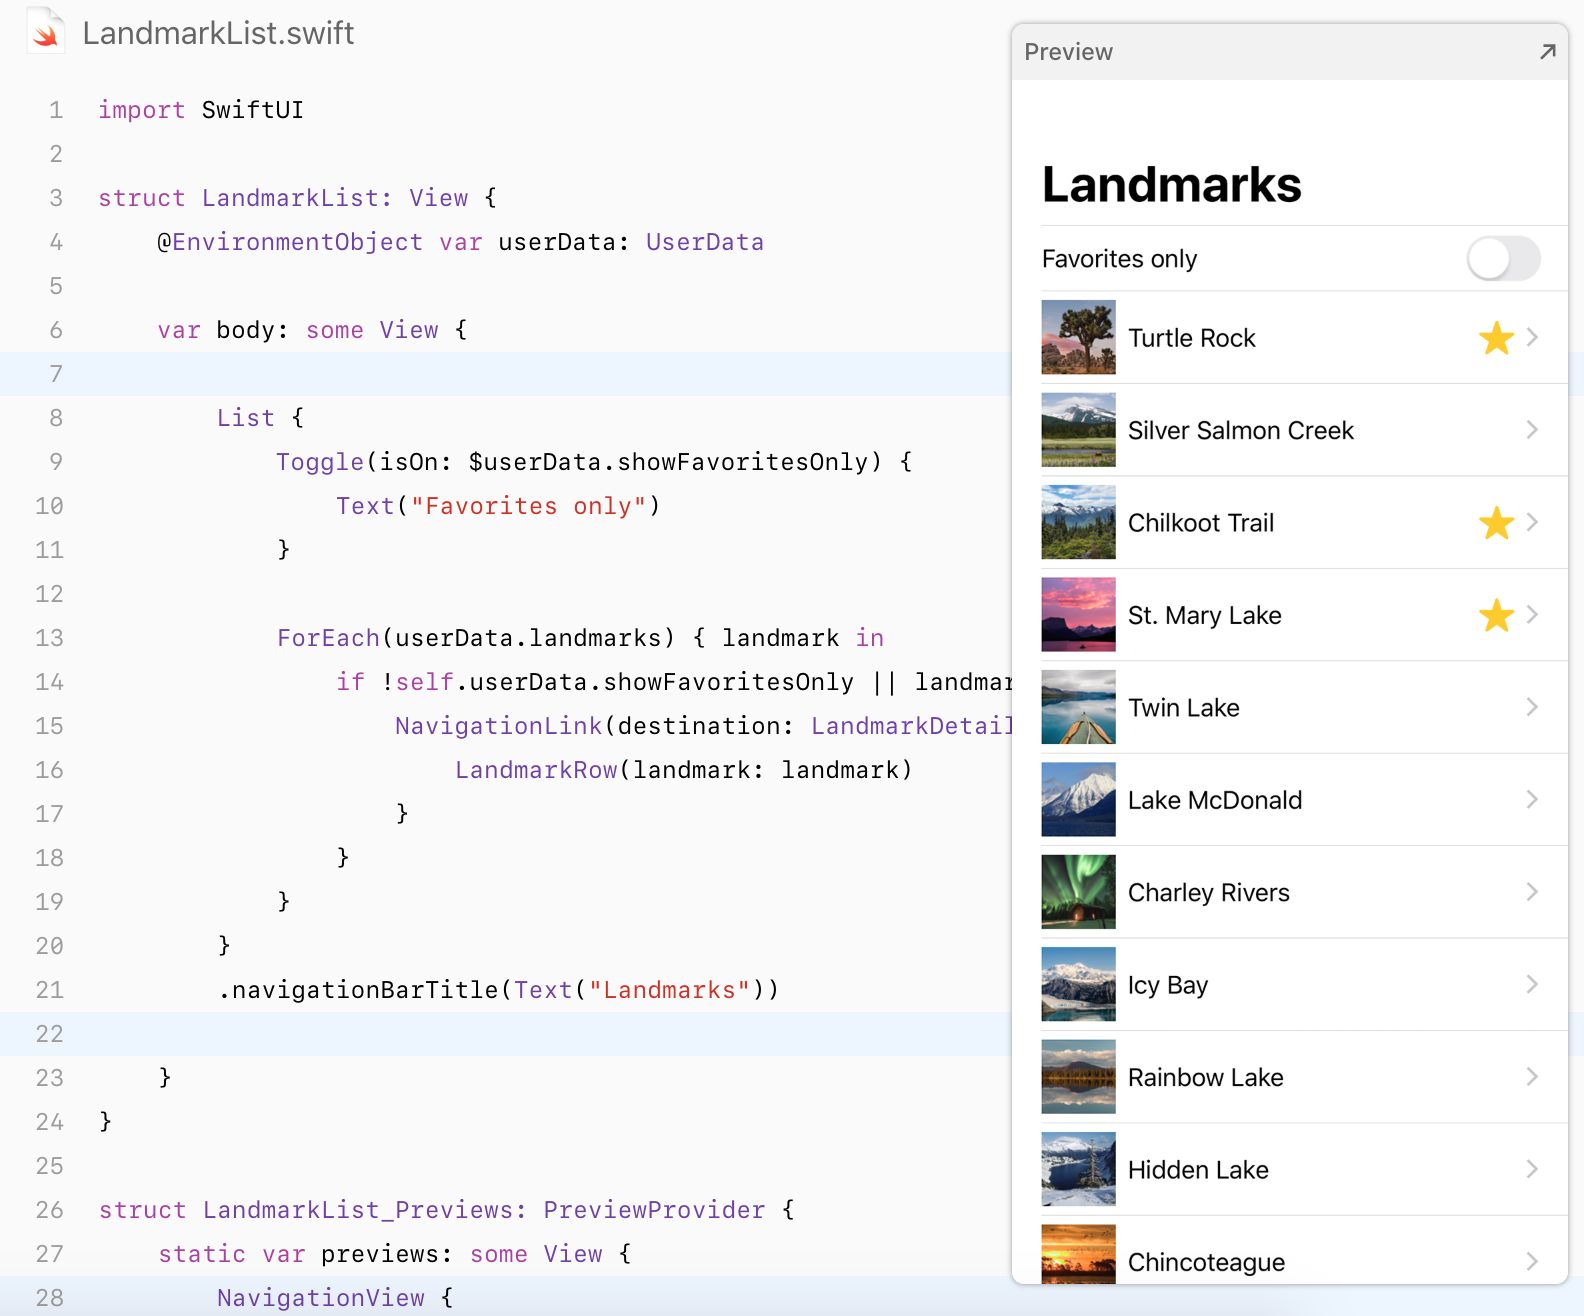 LandmarkList.swift
1 import SwiftUI
2
3 struct LandmarkList: View {
4 @EnvironmentObject var userData: UserData
5
6 var body: some View {
7
8 List {
9 Toggle(isOn: $userData.showFavoritesOnly) {
10 Text("Favorites only")
11 }
12
13 ForEach(userData.landmarks) { landmark in
14 if !self.userData.showFavoritesOnly || landmar
15 NavigationLink(destination: LandmarkDetail
16 LandmarkRow(landmark: landmark)
17 }
18 }
19 }
20 }
21 .navigationBarTitle(Text("Landmarks"))
22
23 }
24 }
25
26 struct LandmarkList_Previews: PreviewProvider {
27 static var previews: some View {
28 NavigationView {
Preview
Landmarks
Favorites only
Turtle Rock
Silver Salmon Creek
Chilkoot Trail
St. Mary Lake
Twin Lake
Lake McDonald
Charley Rivers
Icy Bay
Rainbow Lake
Hidden Lake
Chincoteague